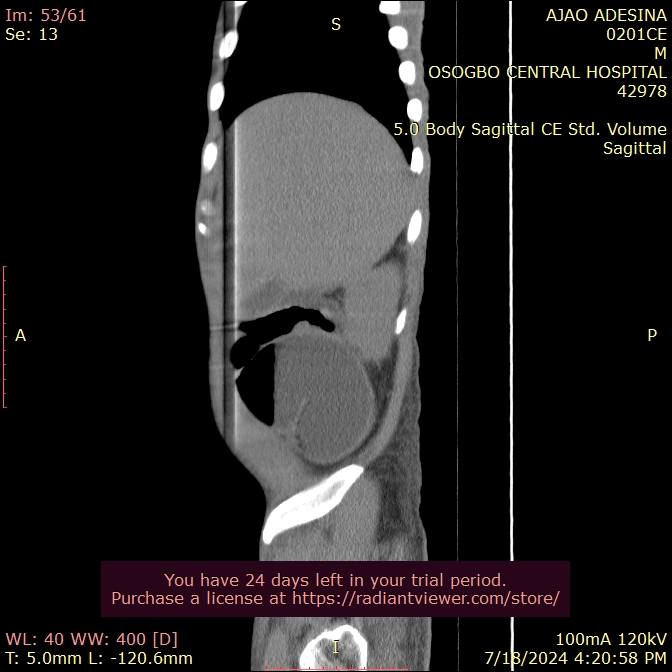 Im: 53/61
Se: 13
S
AJAO ADESINA
0201CE
M
OSOGBO CENTRAL HOSPITAL
42978
5.0 Body Sagittal CE Std. Volume
Sagittal
A
P
You have 24 days left in your trial period.
Purchase a license at https://radiantviewer.com/store/
I
WL: 40 WW: 400 [D]
T: 5.0mm L: -120.6mm
100mA 120kV
7/18/2024 4:20:58 PM